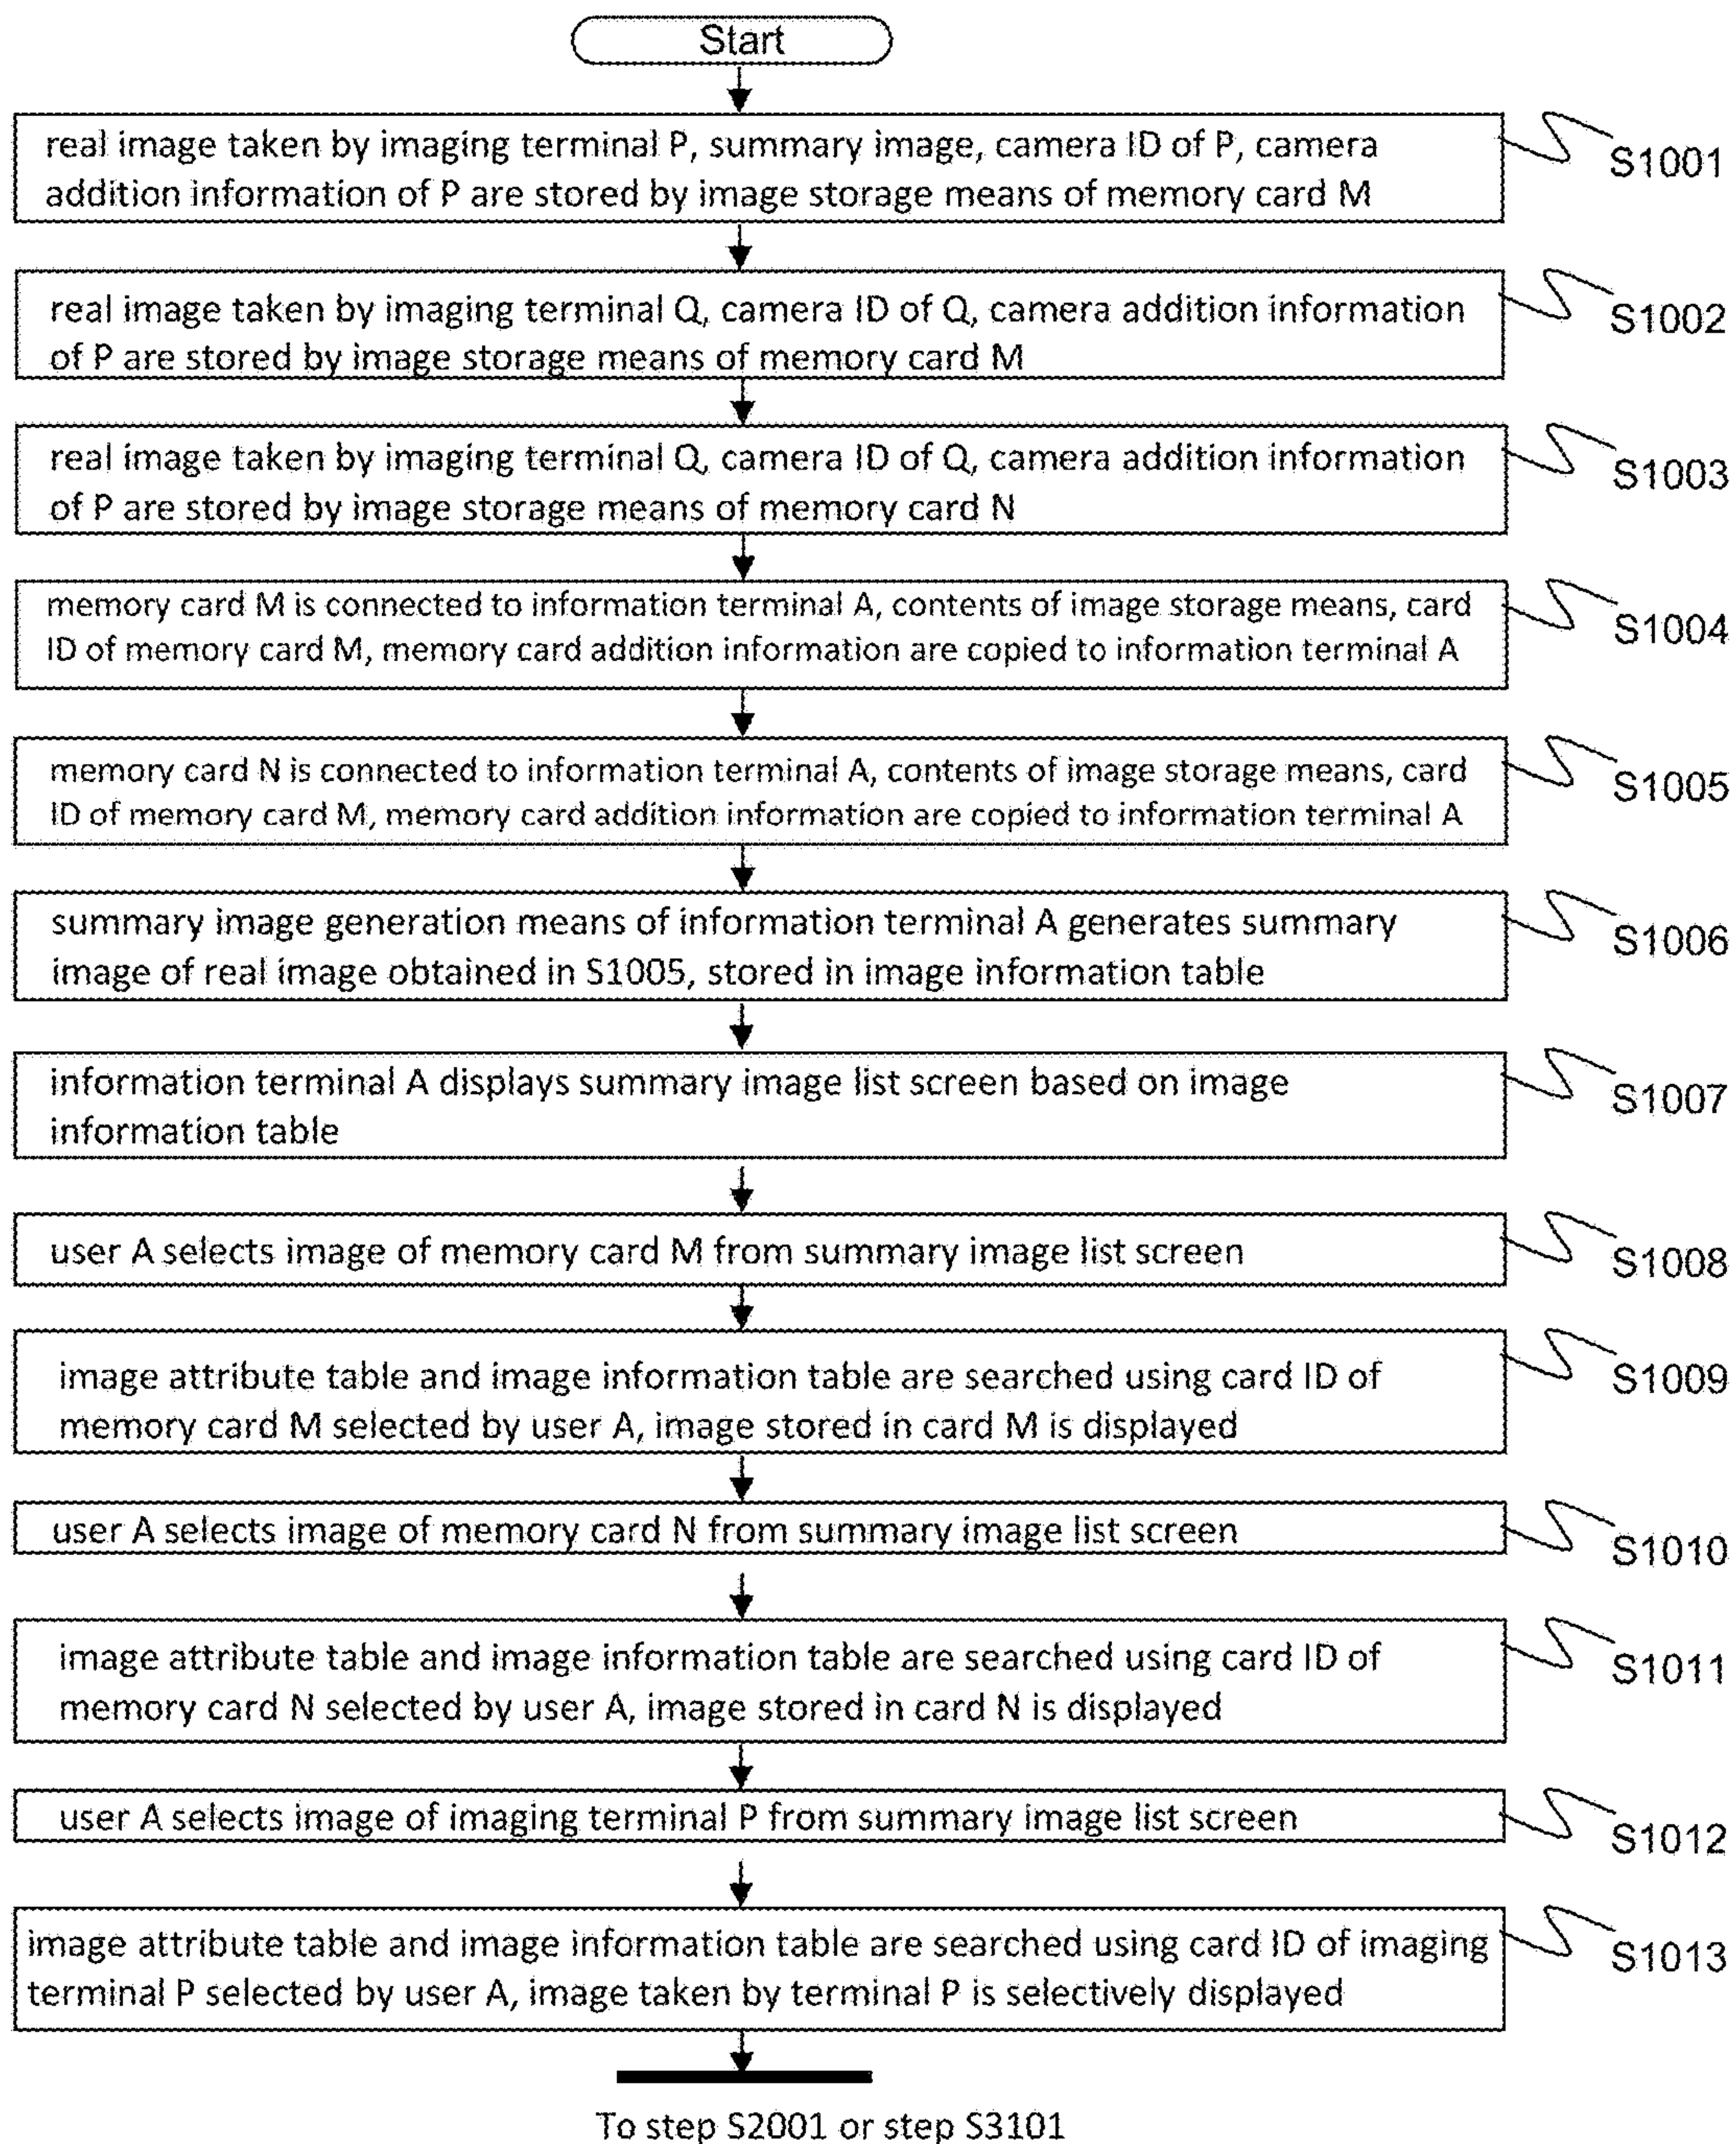 Start
real image taken by imaging terminal P, summary image, camera ID of P, camera
addition information of P are stored by image storage means of memory card M
S1001
real image taken by imaging terminal Q, camera ID of Q, camera addition information
of P are stored by image storage means of memory card M
S1002
real image taken by imaging terminal Q, camera ID of Q, camera addition information
of P are stored by image storage means of memory card N
S1003
memory card M is connected to information terminal A, contents of image storage means, card
ID of memory card M, memory card addition information are copied to information terminal A
S1004
memory card N is connected to information terminal A, contents of image storage means, card
ID of memory card M, memory card addition information are copied to information terminal A
S1005
summary image generation means of information terminal A generates summary
image of real image obtained in S1005, stored in image information table
S1006
information terminal A displays summary image list screen based on image
information table
S1007
user A selects image of memory card M from summary image list screen
S1008
image attribute table and image information table are searched using card ID of
memory card M selected by user A, image stored in card M is displayed
S1009
user A selects image of memory card N from summary image list screen
S1010
image attribute table and image information table are searched using card ID of
memory card N selected by user A, image stored in card N is displayed
S1011
user A selects image of imaging terminal P from summary image list screen
S1012
image attribute table and image information table are searched using card ID of imaging
terminal P selected by user A, image taken by terminal P is selectively displayed
S1013
To step S2001 or step S3101